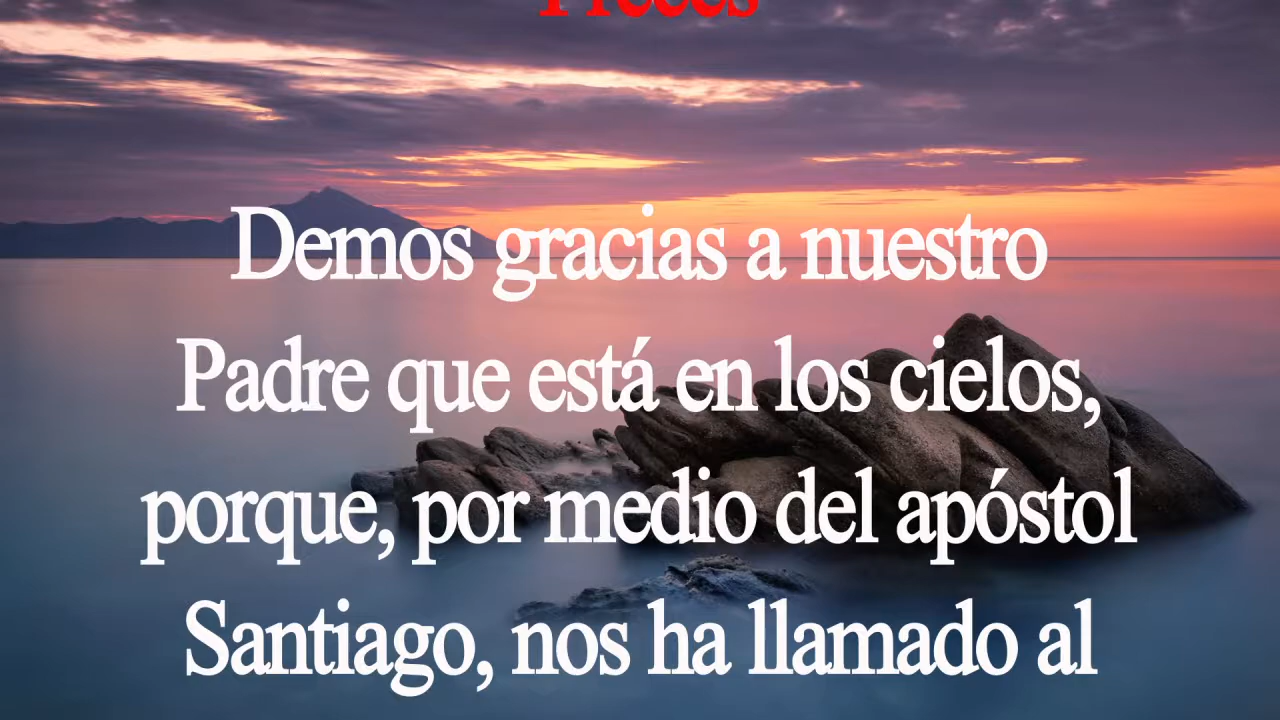 Preces
Demos gracias a nuestro
Padre que está en los cielos,
porque, por medio del apóstol
Santiago, nos ha llamado al